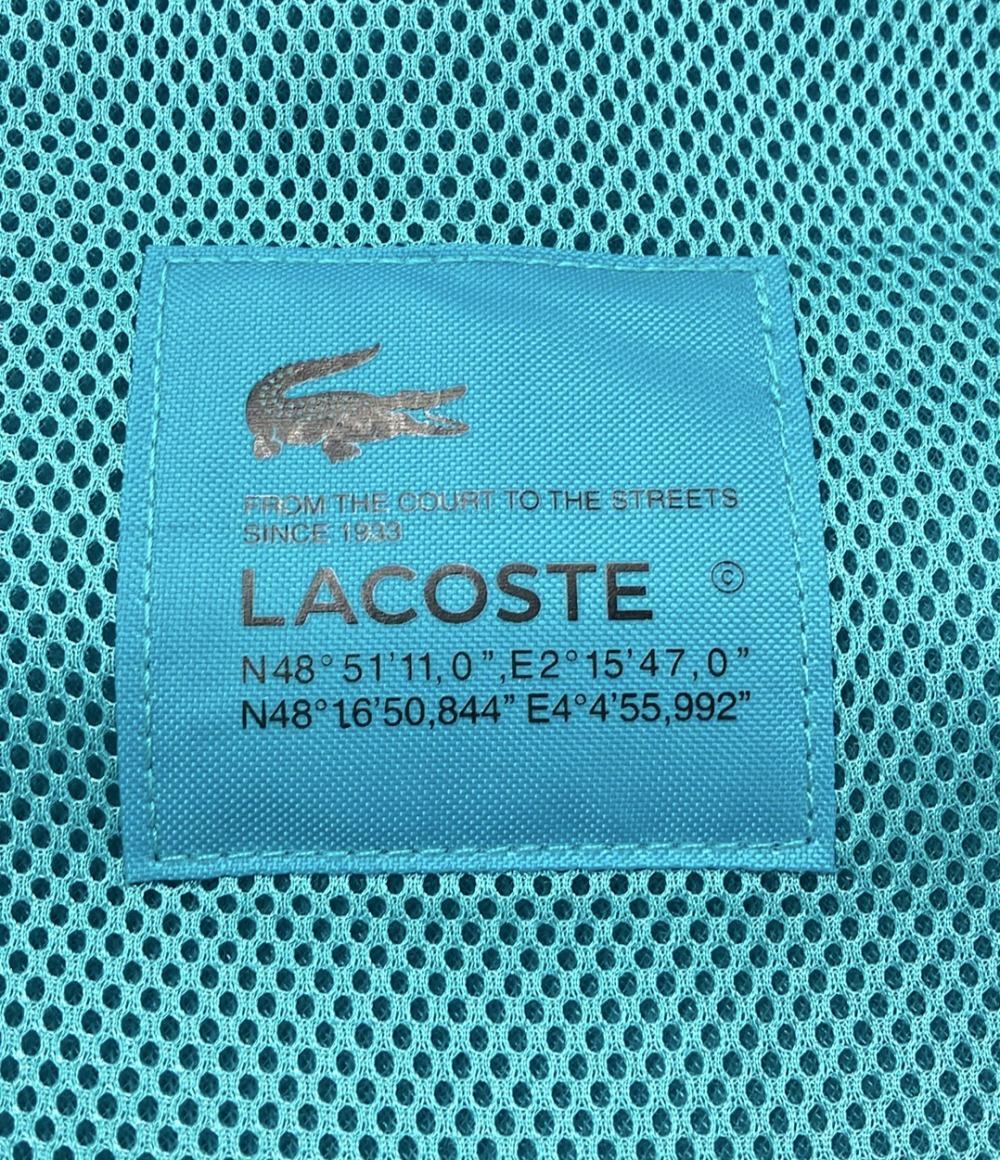 FROM THE COURT TO THE STREETS
SINCE 1933
LACOSTE ©
N48°51'11,0",E2°15'47,0"
N48°16'50,844" E4°4'55,992"